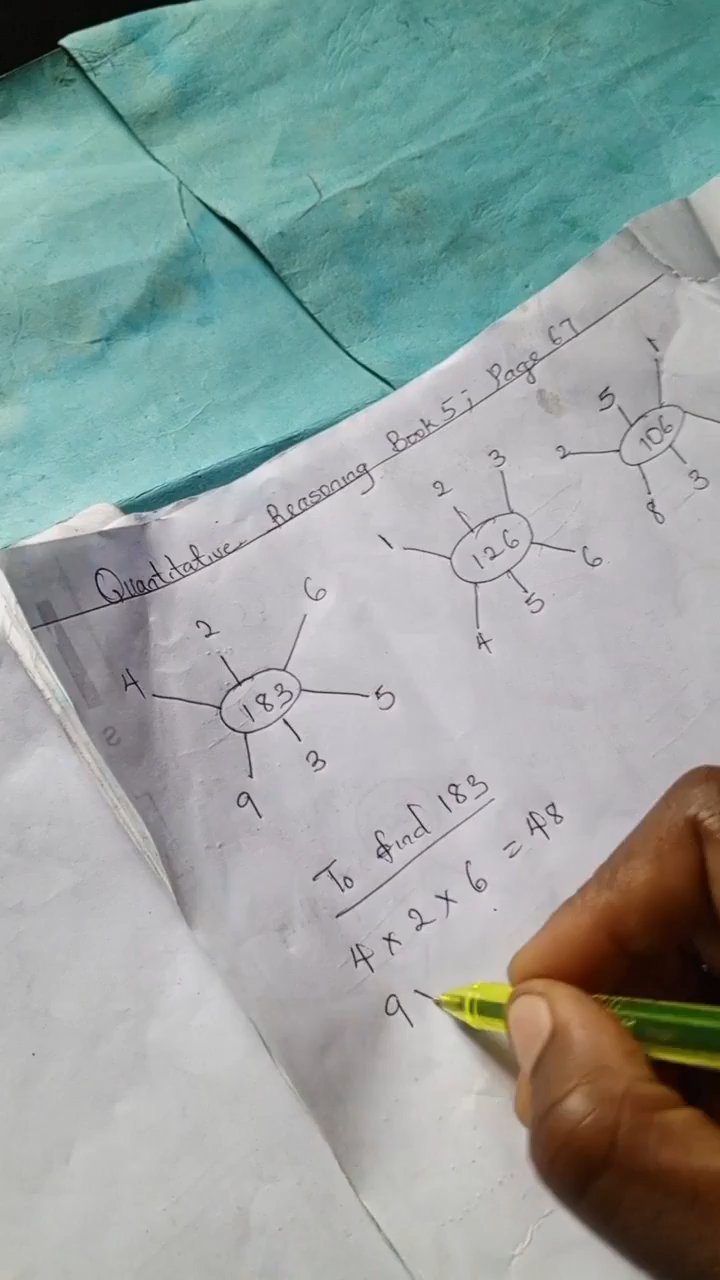 Quantitative Reasoning Book 5; Page 67
4 2 6
183
9 3 5
1 2 3
126
4 5 6
2 5
106
8 3
To find 183
4 × 2 × 6 = 48
9